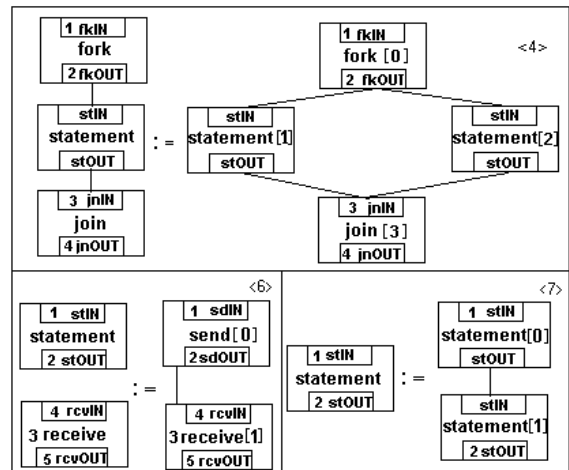 1 fkIN
fork
2 fkOUT
stIN
statement
stOUT
3 jnIN
join
4 jnOUT
: =
1 fkIN
fork [0]
2 fkOUT
<4>
stIN
statement[1]
stOUT
stIN
statement[2]
stOUT
3 jnIN
join [3]
4 jnOUT
<6>
1 stIN
statement
2 stOUT
4 rcvIN
3 receive
5 rcvOUT
: =
1 sdIN
send[0]
2sdOUT
4 rcvIN
3receive[1]
5 rcvOUT
<7>
1 stIN
statement
2 stOUT
: =
1 stIN
statement[0]
stOUT
stIN
statement[1]
2 stOUT